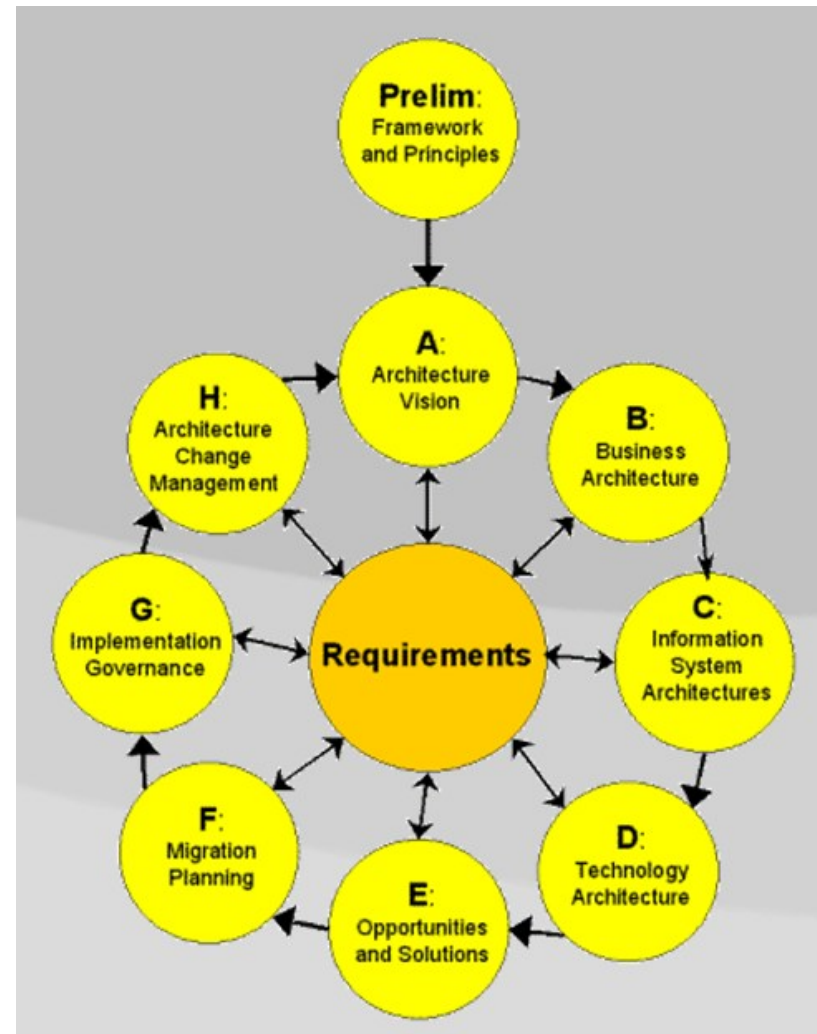 Prelim:
Framework
and Principles
A:
Architecture
Vision
H:
Architecture
Change
Management
B:
Business
Architecture
G:
Implementation
Governance
Requirements
C:
Information
System
Architectures
F:
Migration
Planning
D:
Technology
Architecture
E:
Opportunities
and Solutions